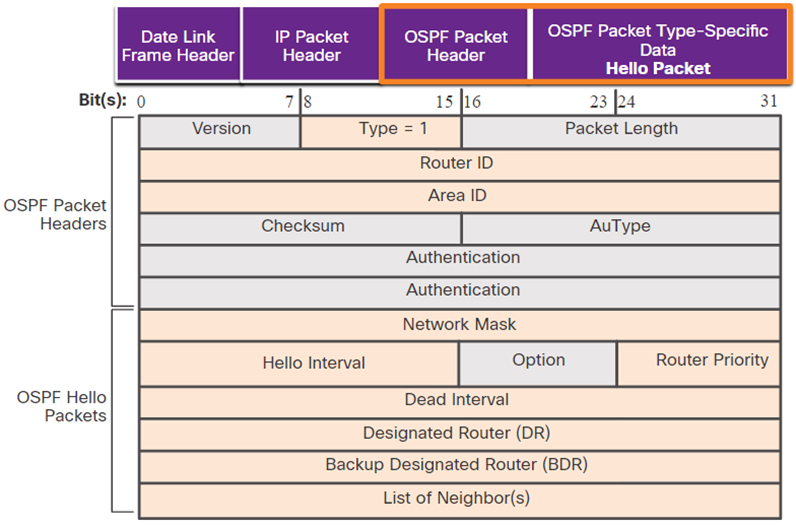 Date Link
Frame Header
IP Packet
Header
OSPF Packet
Header
OSPF Packet Type-Specific
Data
Hello Packet
Bit(s): 0 7 8 15 16 23 24 31
OSPF Packet
Headers
Version Type = 1 Packet Length
Router ID
Area ID
Checksum AuType
Authentication
Authentication
OSPF Hello
Packets
Network Mask
Hello Interval Option Router Priority
Dead Interval
Designated Router (DR)
Backup Designated Router (BDR)
List of Neighbor(s)